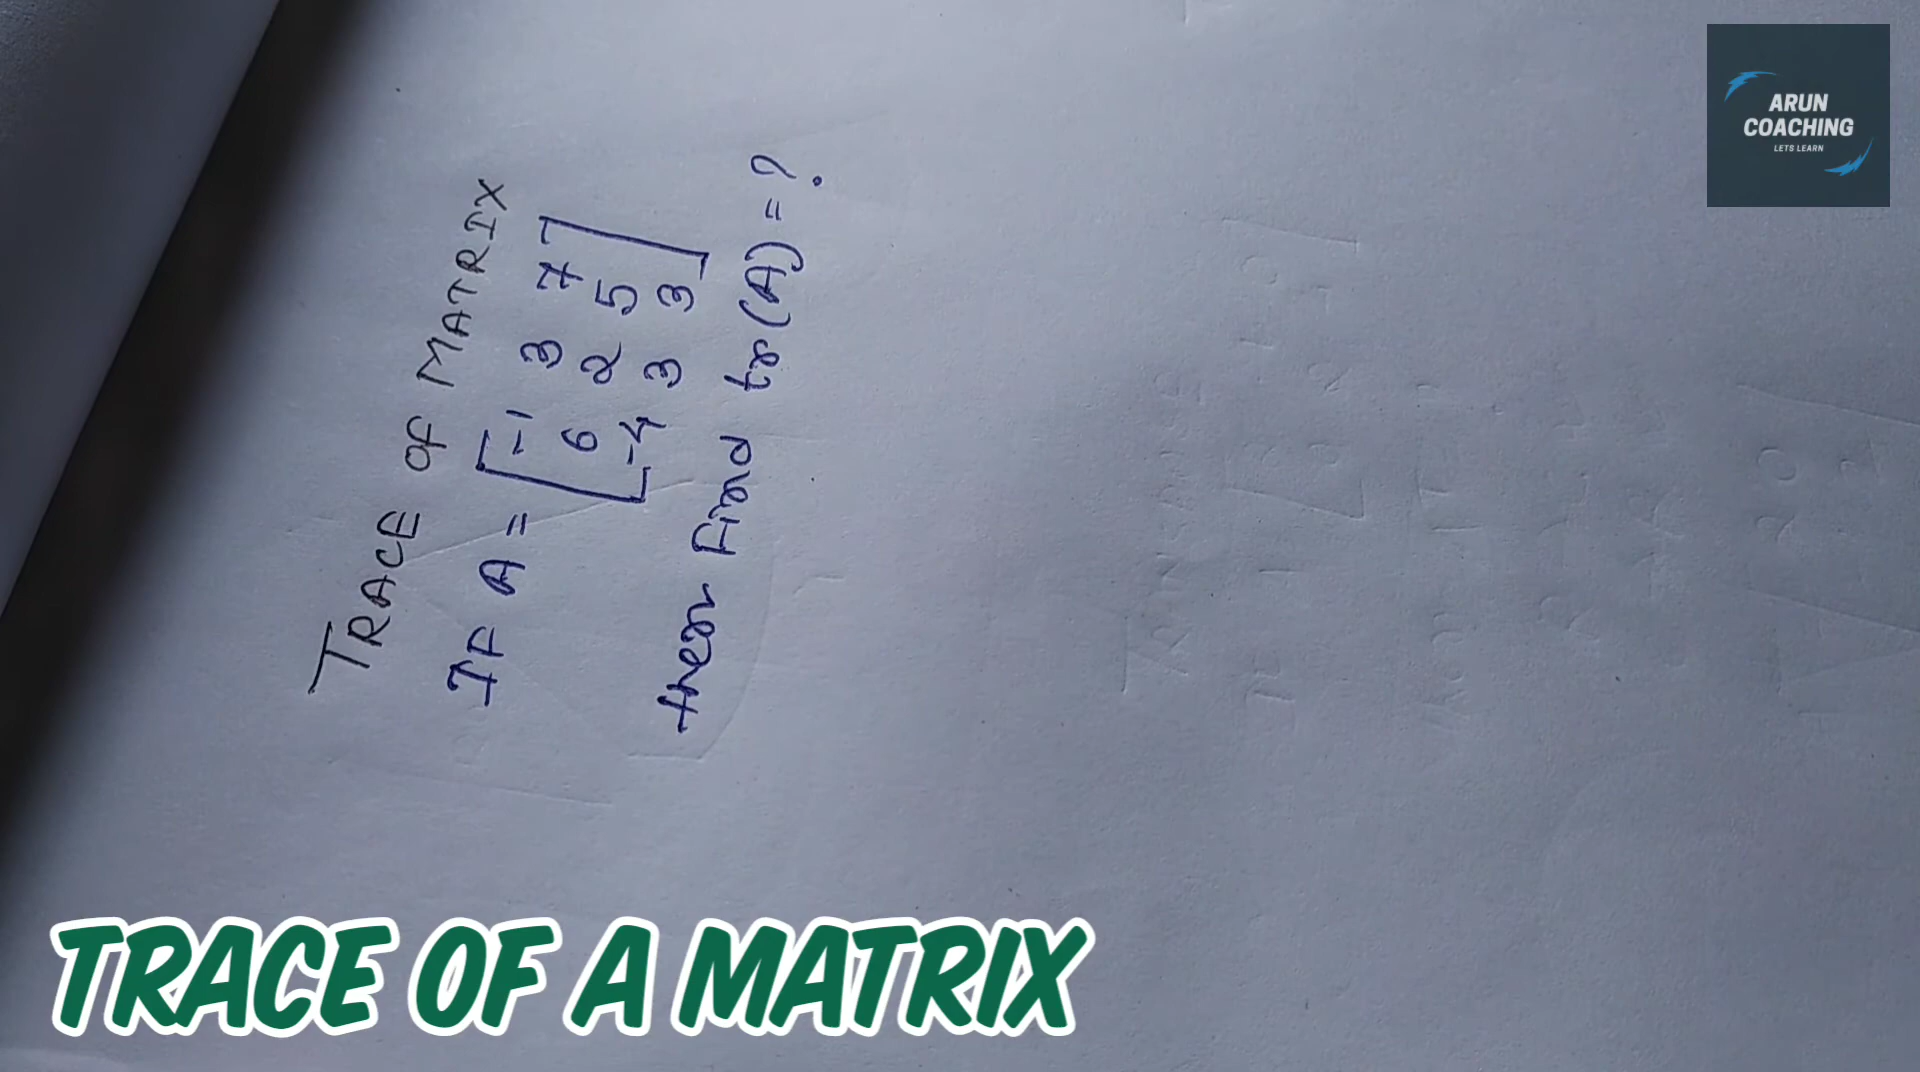 TRACE OF MATRIX
IF A = [-1 3 7
6 2 5
-4 3 3]
then Find tr(A) = ?
ARUN
COACHING
LETS LEARN
TRACE OF A MATRIX